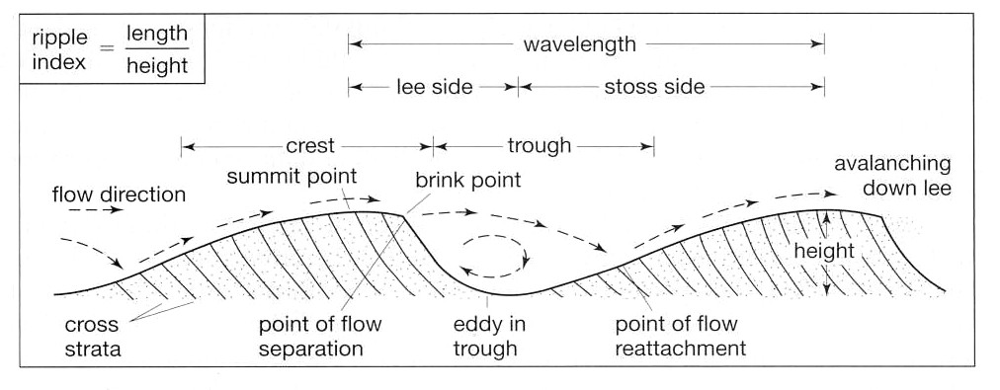 ripple index = length / height
wavelength
lee side
stoss side
crest
trough
flow direction
summit point
brink point
avalanching
down lee
height
cross
strata
point of flow
separation
eddy in
trough
point of flow
reattachment